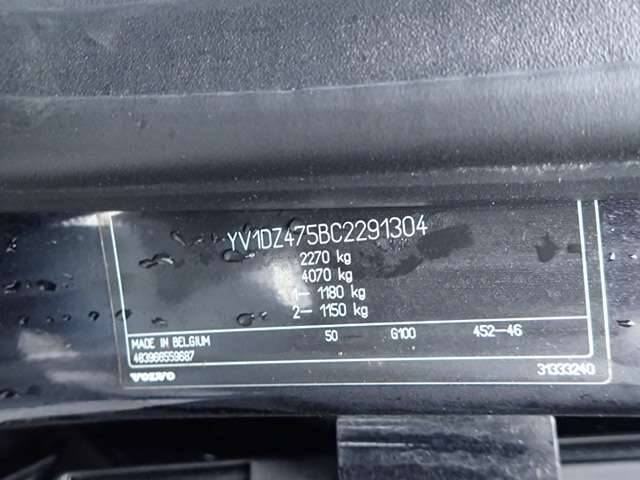 YV1DZ475BC2291304
2270 kg
4070 kg
1- 1180 kg
2- 1150 kg
MADE IN BELGIUM 50 G100 452-46
483966559687
VOLVO 31333240